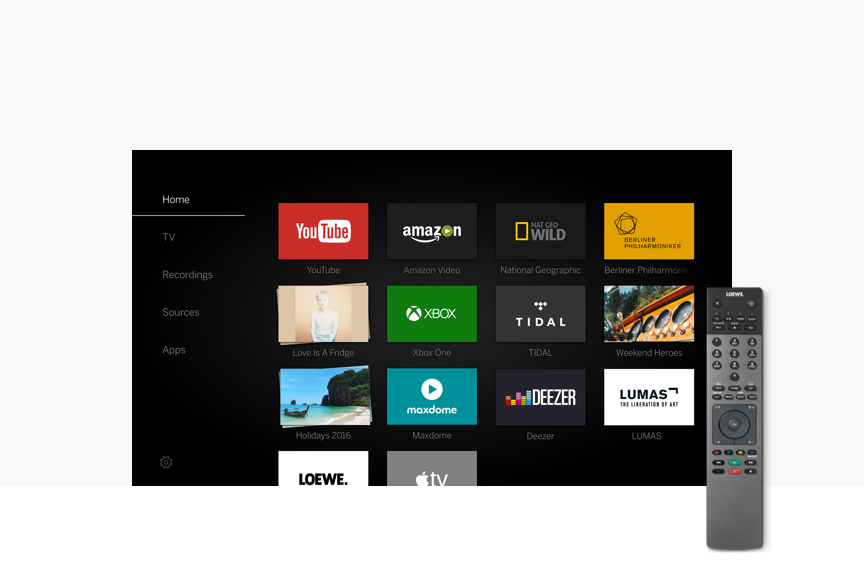 Home
TV
Recordings
Sources
Apps
YouTube
YouTube
amazon
Amazon Video
NAT GEO
WILD
National Geographic
BERLINER
PHILHARMONIKER
Berliner Philharmoni
Love Is A Fridge
XBOX
Xbox One
TIDAL
TIDAL
Weekend Heroes
Holidays 2016
maxdome
Maxdome
DEEZER
Deezer
LUMAS
THE LIBERATION OF ART
LUMAS
LOEWE.
tv
LOEWE.